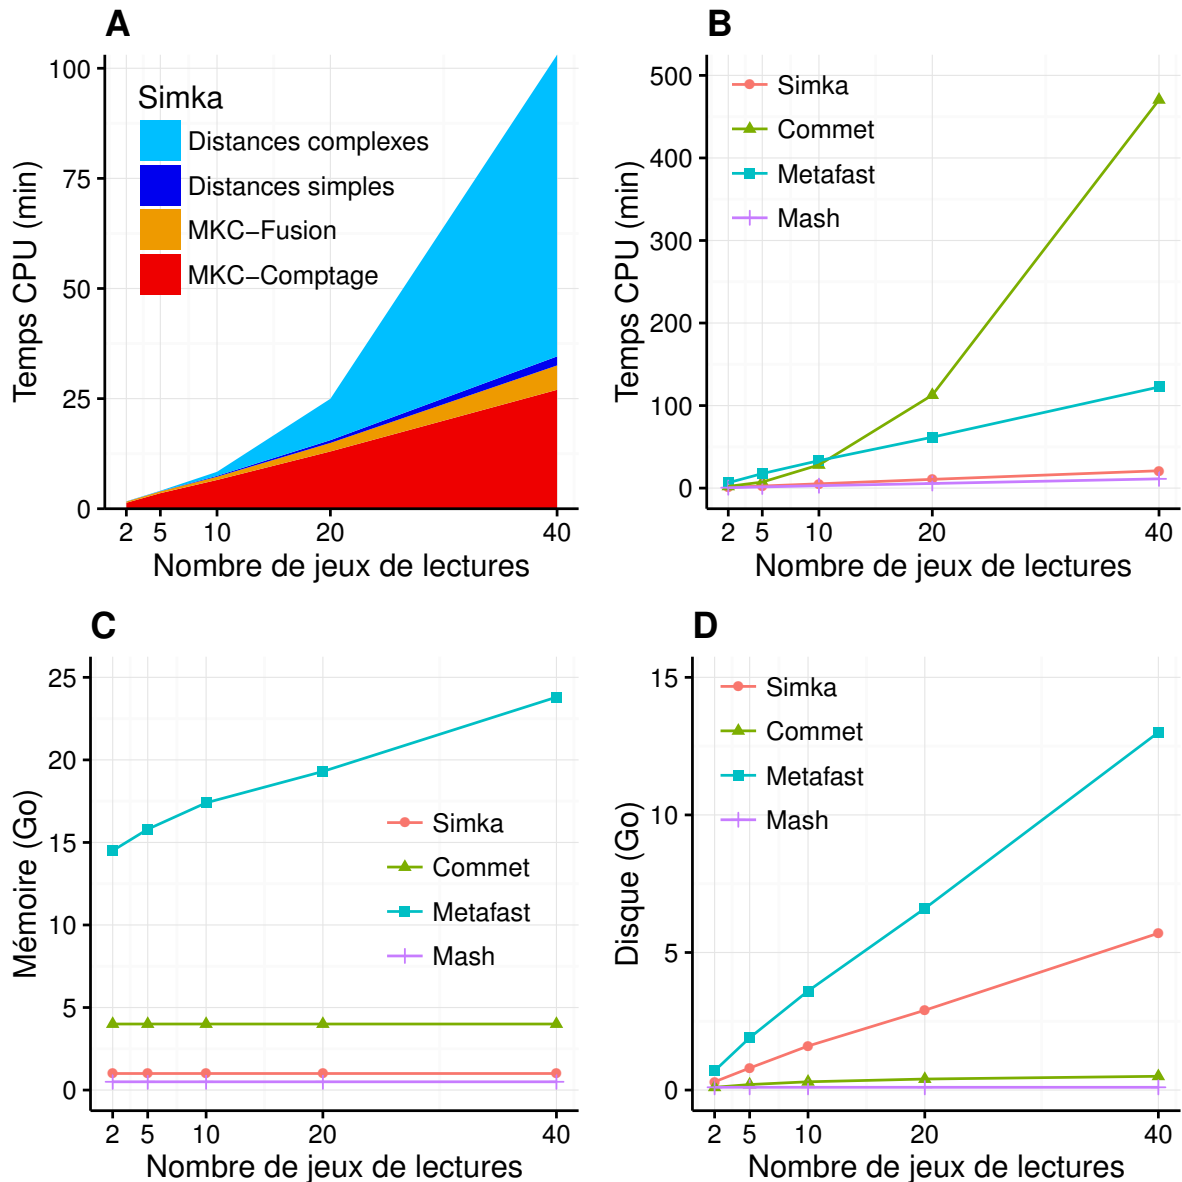 A
Temps CPU (min)
100
75
50
25
0
Simka
Distances complexes
Distances simples
MKC−Fusion
MKC−Comptage
2 5 10 20 40
Nombre de jeux de lectures
B
Temps CPU (min)
500
400
300
200
100
0
Simka
Commet
Metafast
Mash
2 5 10 20 40
Nombre de jeux de lectures
C
Mémoire (Go)
25
20
15
10
5
0
Simka
Commet
Metafast
Mash
2 5 10 20 40
Nombre de jeux de lectures
D
Disque (Go)
15
10
5
0
Simka
Commet
Metafast
Mash
2 5 10 20 40
Nombre de jeux de lectures